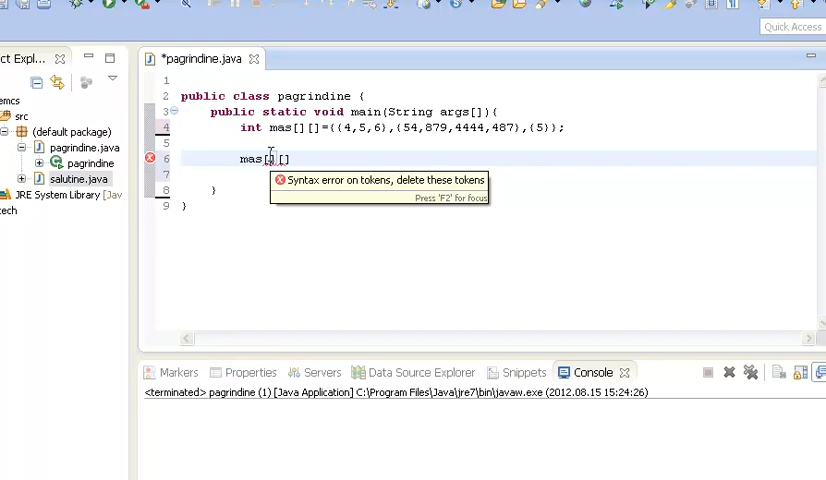 Quick Access
ct Expl...
*pagrindine.java
emcs
src
(default package)
pagrindine.java
pagrindine
salutine.java
JRE System Library [Java
tech
1
2 public class pagrindine {
3 public static void main(String args[]){
4 int mas[][]={{4,5,6},{54,879,4444,487},{5}};
5
6 mas[][]
7
8 }
9 }
Syntax error on tokens, delete these tokens
Press 'F2' for focus
Markers Properties Servers Data Source Explorer Snippets Console
<terminated> pagrindine (1) [Java Application] C:\Program Files\Java\jre7\bin\javaw.exe (2012.08.15 15:24:26)